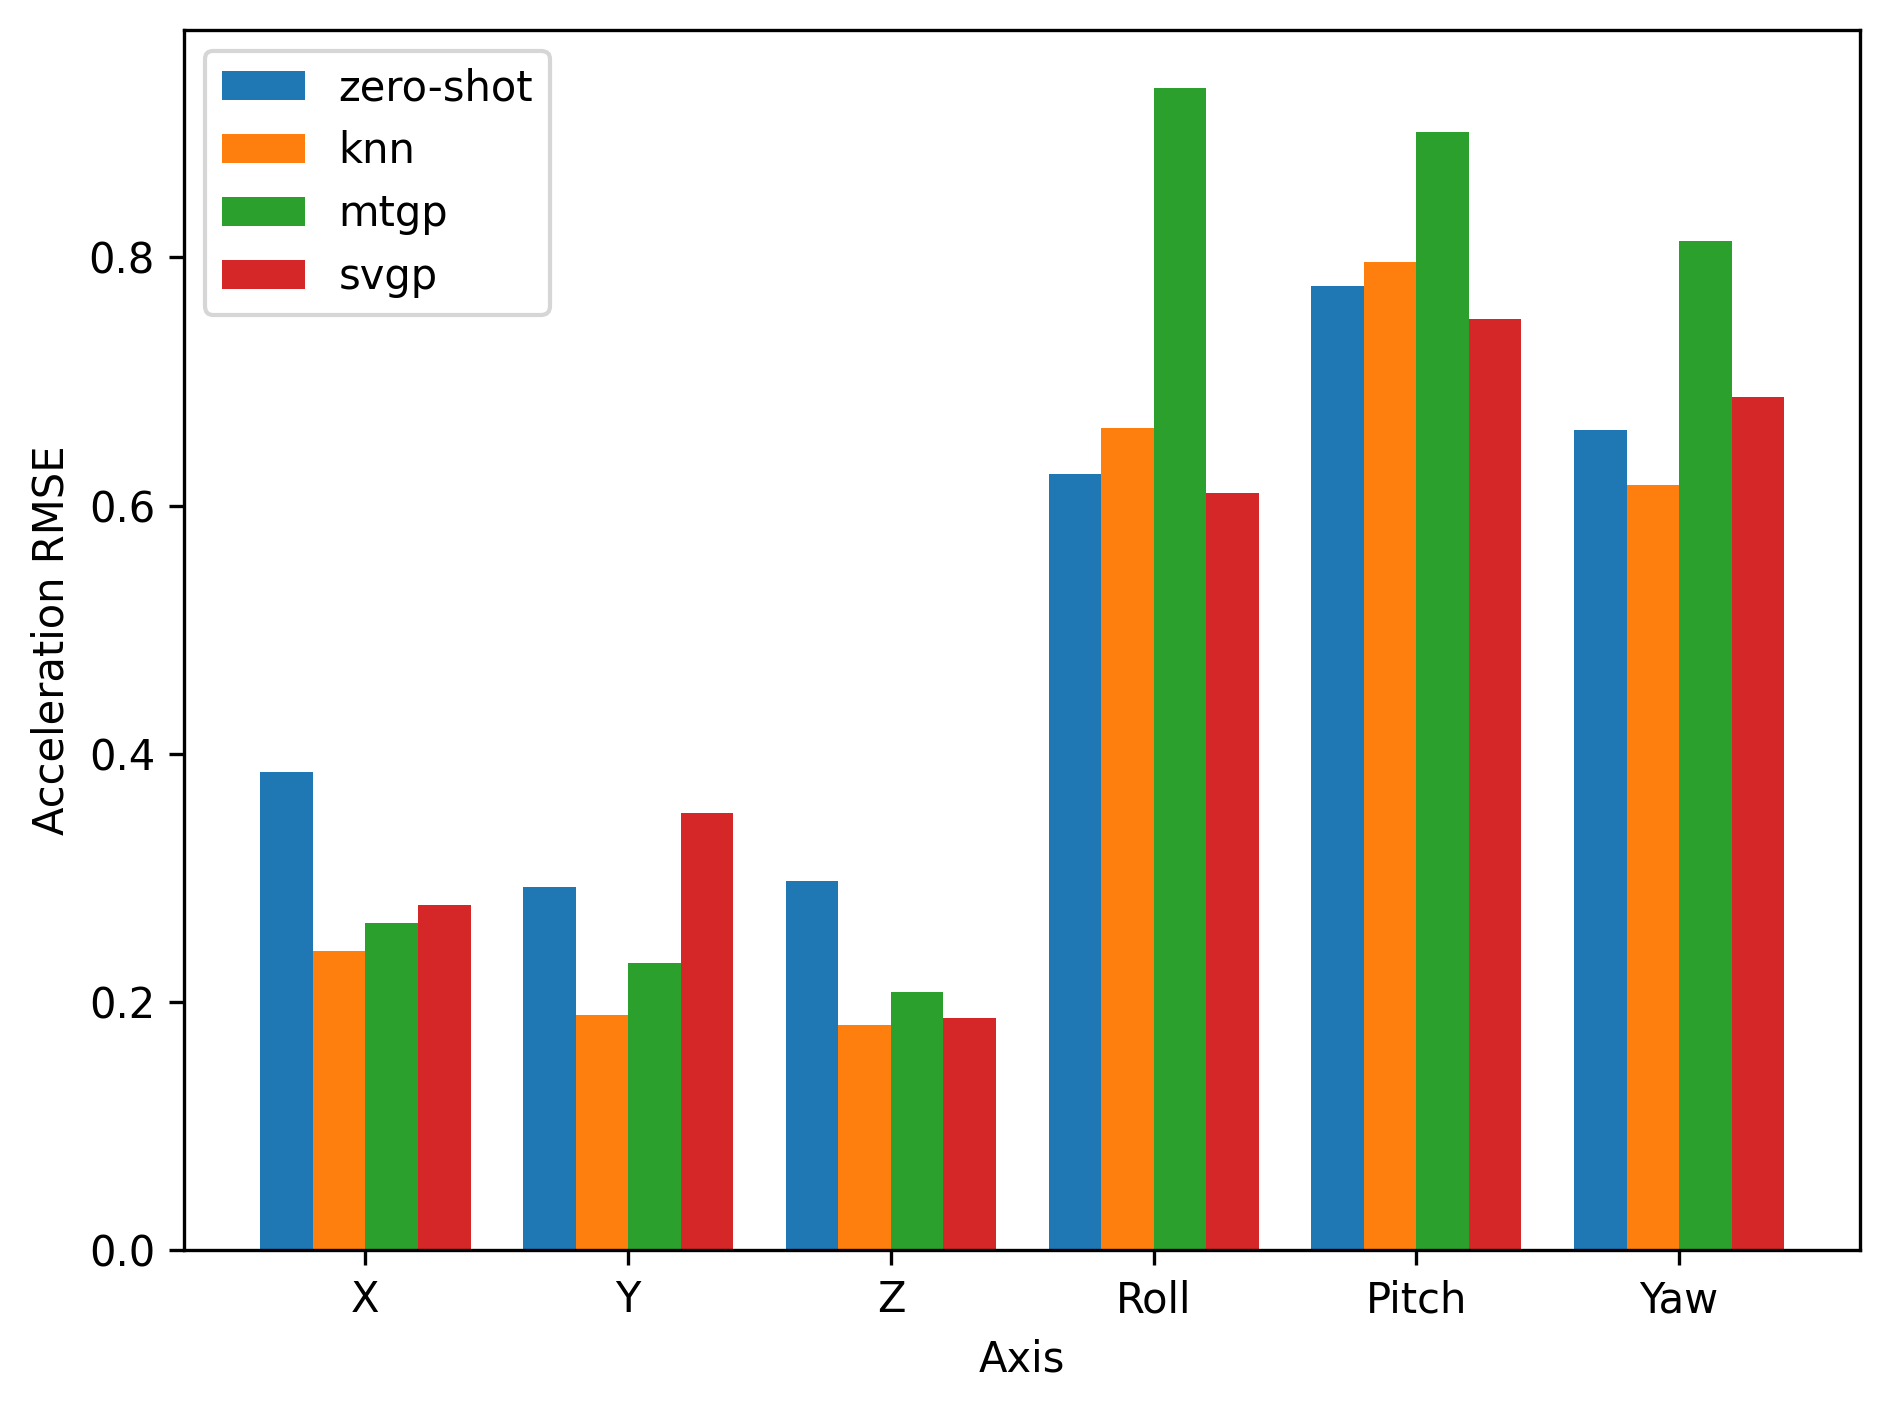 zero-shot
knn
mtgp
svgp
0.8
0.6
0.4
0.2
0.0
Acceleration RMSE
X Y Z Roll Pitch Yaw
Axis